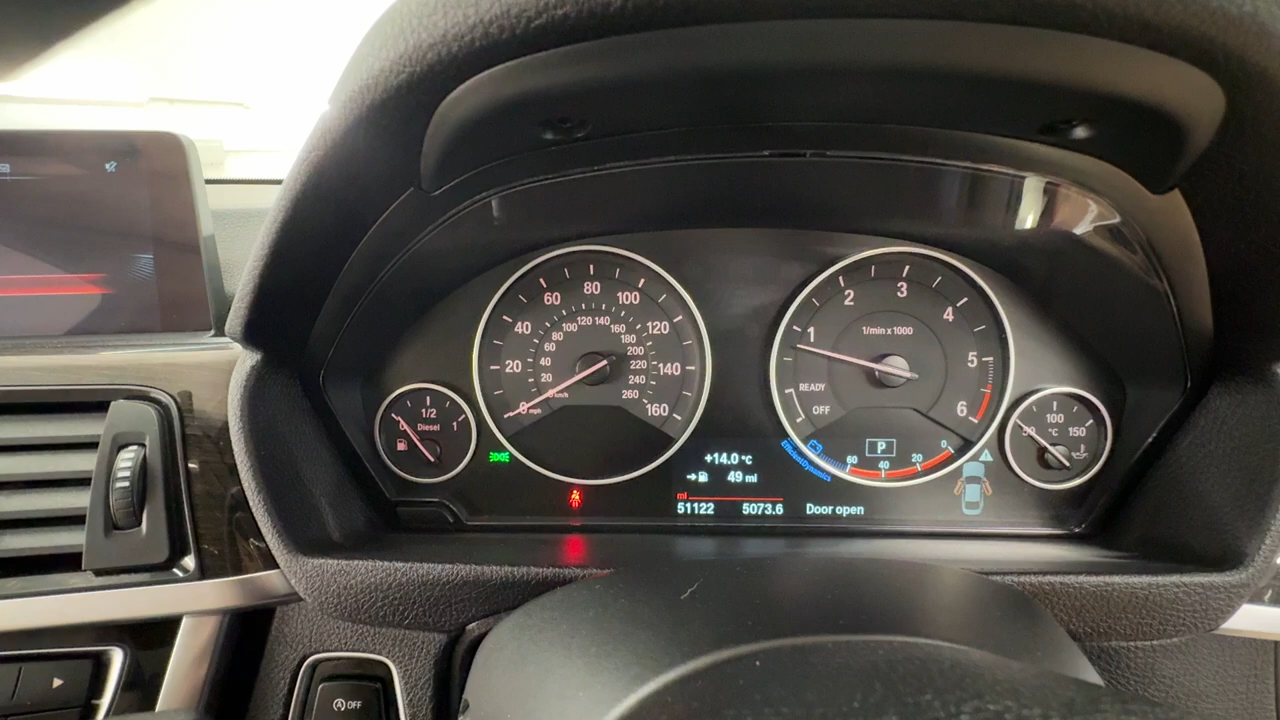 20
40
60
80
100
120
140
160
0 mph
km/h
20
40
60
80
100
120
140
160
180
200
220
240
260
0
1/2
1
Diesel
1
2
3
4
5
6
1/min x 1000
READY
OFF
EfficientDynamics
60
40
20
0
P
50
100
150
°C
+14.0 °C
49 mi
mi
51122 5073.6
Door open
OFF